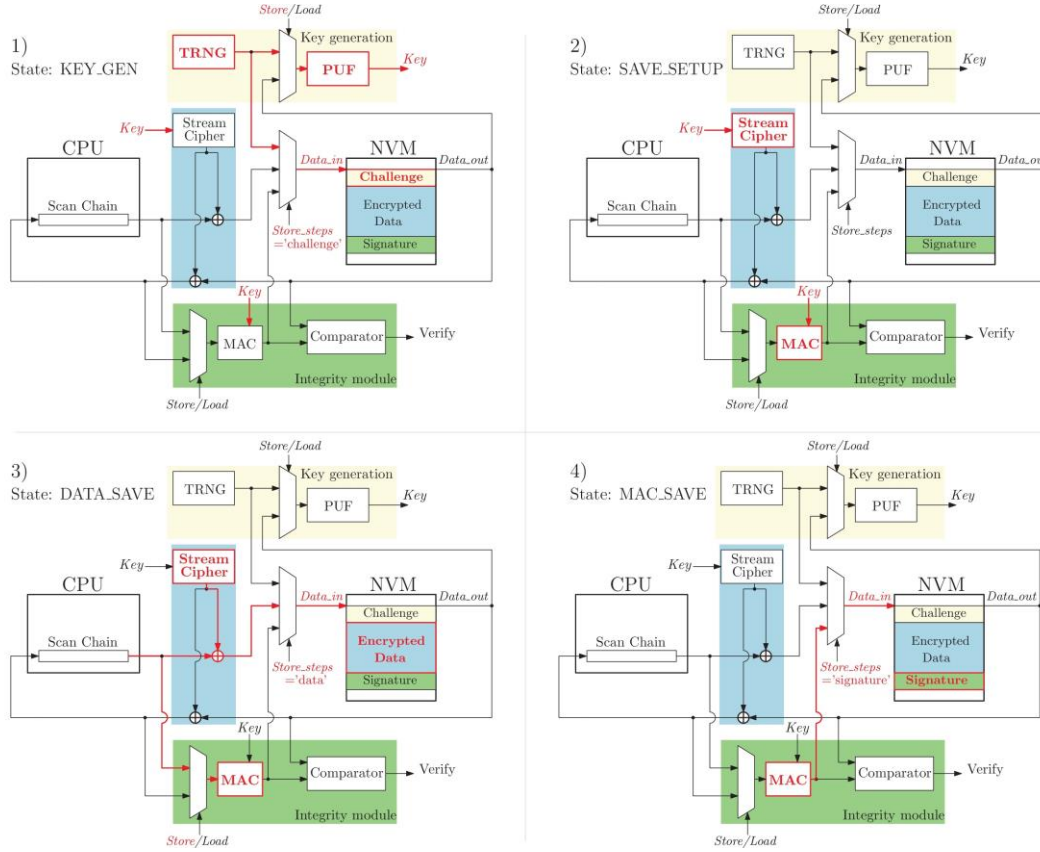 1)
State: KEY_GEN
Store/Load
Key generation
TRNG
PUF
Key
Key
Stream
Cipher
CPU
Scan Chain
Data_in
NVM
Data_out
Challenge
Encrypted
Data
Signature
Store_steps
='challenge'
Key
MAC
Comparator
Verify
Integrity module
Store/Load
2)
State: SAVE_SETUP
Store/Load
Key generation
TRNG
PUF
Key
Key
Stream
Cipher
CPU
Scan Chain
Data_in
NVM
Data_out
Challenge
Encrypted
Data
Signature
Store_steps
Key
MAC
Comparator
Verify
Integrity module
Store/Load
3)
State: DATA_SAVE
Store/Load
Key generation
TRNG
PUF
Key
Key
Stream
Cipher
CPU
Scan Chain
Data_in
NVM
Data_out
Challenge
Encrypted
Data
Signature
Store_steps
='data'
Key
MAC
Comparator
Verify
Integrity module
Store/Load
4)
State: MAC_SAVE
Store/Load
Key generation
TRNG
PUF
Key
Key
Stream
Cipher
CPU
Scan Chain
Data_in
NVM
Data_out
Challenge
Encrypted
Data
Signature
Store_steps
='signature'
Key
MAC
Comparator
Verify
Integrity module
Store/Load